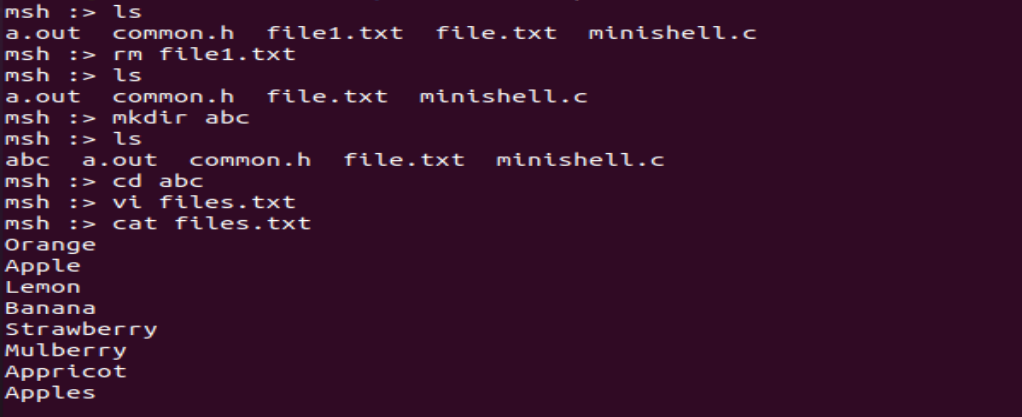 msh :> ls
a.out  common.h  file1.txt  file.txt  minishell.c
msh :> rm file1.txt
msh :> ls
a.out  common.h  file.txt  minishell.c
msh :> mkdir abc
msh :> ls
abc  a.out  common.h  file.txt  minishell.c
msh :> cd abc
msh :> vi files.txt
msh :> cat files.txt
Orange
Apple
Lemon
Banana
Strawberry
Mulberry
Appricot
Apples